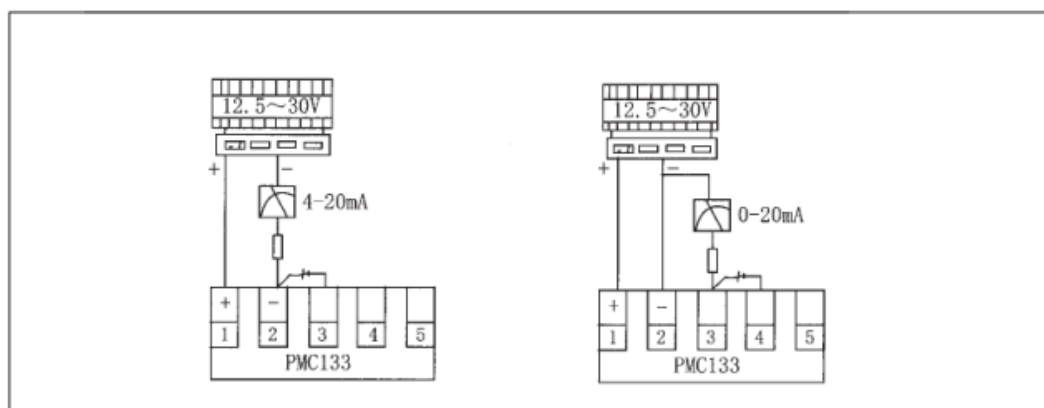 12.5～30V
+ −
4-20mA
+ −
1 2 3 4 5
PMC133
12.5～30V
+ −
0-20mA
+ −
1 2 3 4 5
PMC133